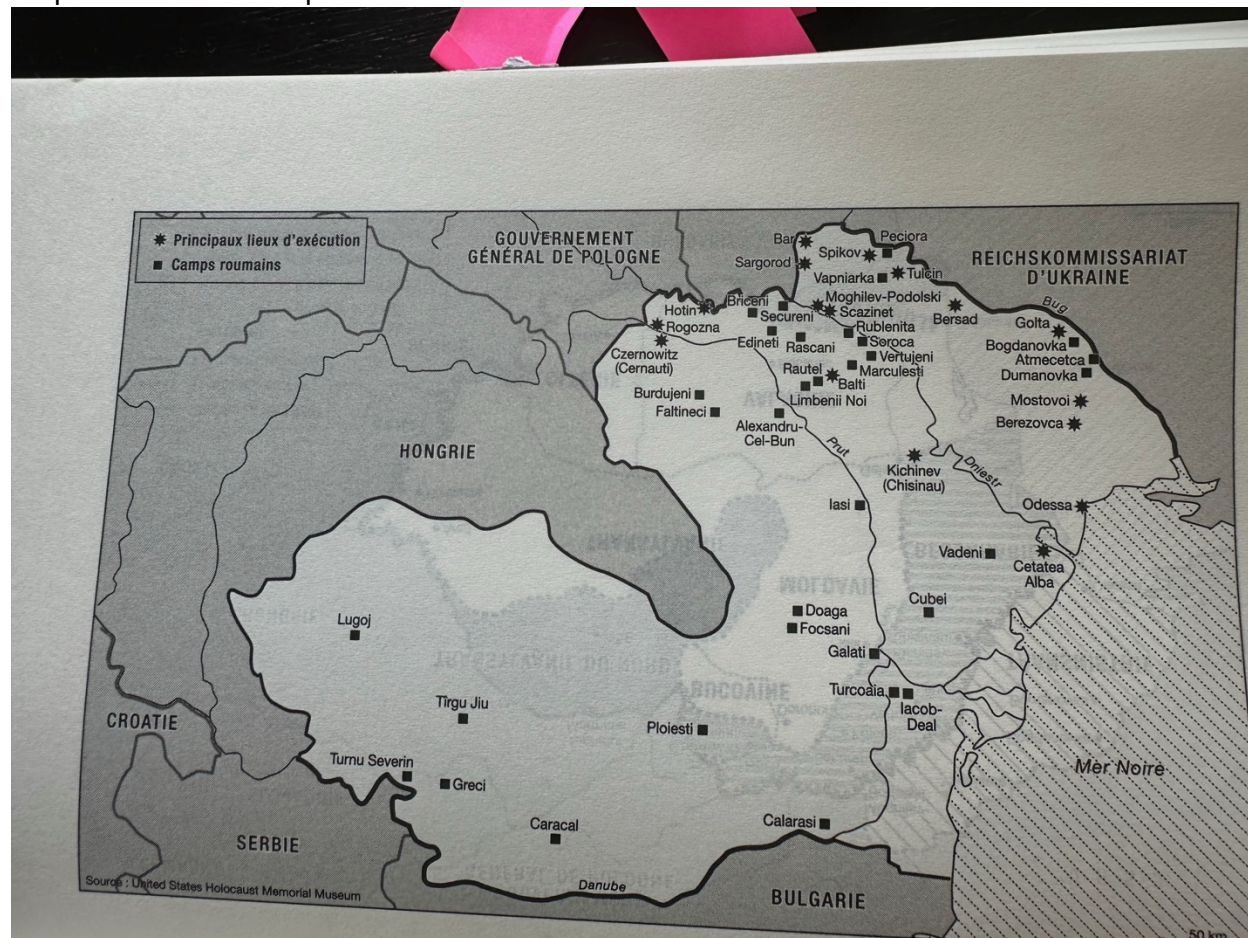 Principaux lieux d'exécution
Camps roumains
GOUVERNEMENT
GÉNÉRAL DE POLOGNE
REICHSKOMMISSARIAT
D'UKRAINE
Bar
Peciora
Spikov
Sargorod
Vapniarka
Tulcin
Bug
Briceni
Moghilev-Podolski
Hotin
Secureni
Scazinet
Bersad
Rogozna
Rublenita
Golta
Edineti
Soroca
Bogdanovka
Czernowitz
(Cernauti)
Rascani
Vertujeni
Atmecetca
Rautel
Marculesti
Dumanovka
Balti
Burdujeni
Limbenii Noi
Mostovoi
Faltineci
Alexandru-
Cel-Bun
Berezovca
HONGRIE
Prut
Kichinev
(Chisinau)
Dniestr
Iasi
Odessa
Vadeni
Cetatea
Alba
MOLDAVIE
Doaga
Cubei
Lugoj
Focsani
Galati
Turcoaia
Iacob-
Deal
CROATIE
Tîrgu Jiu
Ploiesti
Mer Noire
Turnu Severin
Greci
Caracal
Calarasi
SERBIE
Source : United States Holocaust Memorial Museum
Danube
BULGARIE
50 km